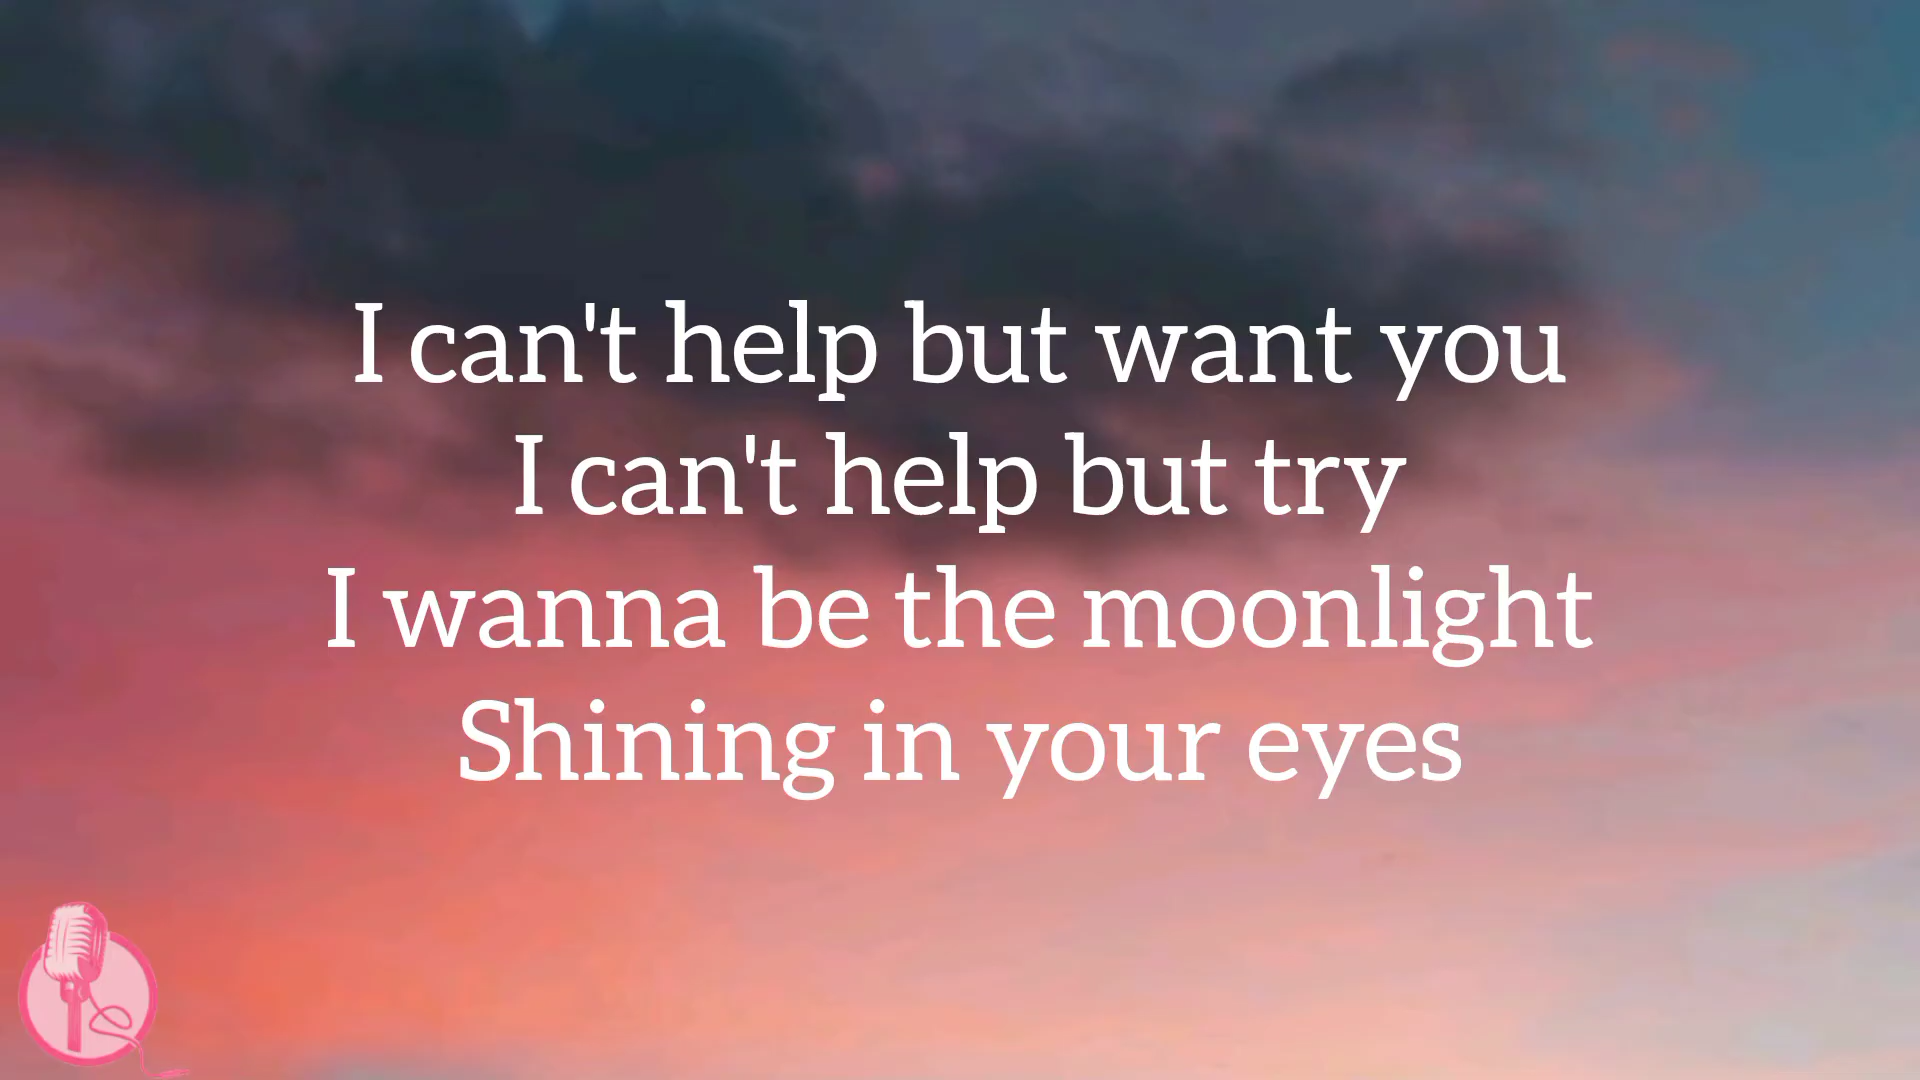 I can't help but want you
I can't help but try
I wanna be the moonlight
Shining in your eyes